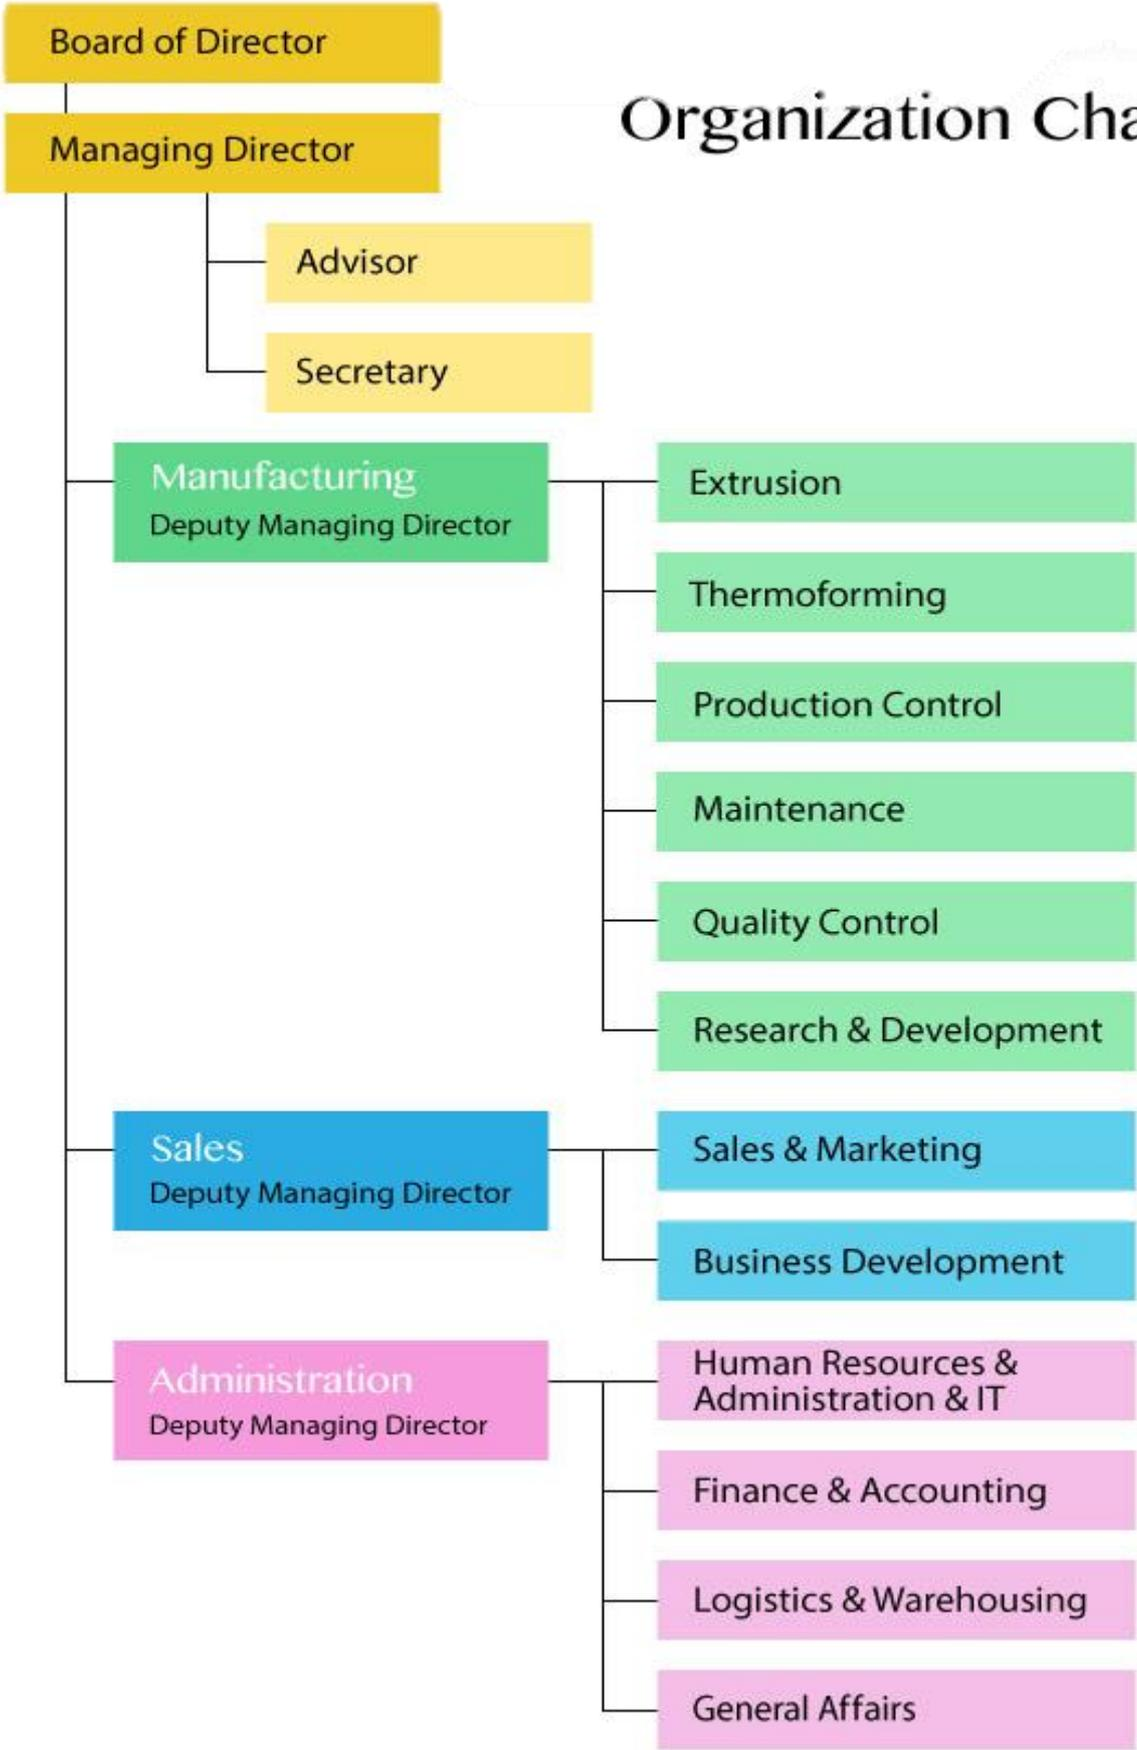 Board of Director
Organization Cha
Managing Director
Advisor
Secretary
Manufacturing
Deputy Managing Director
Extrusion
Thermoforming
Production Control
Maintenance
Quality Control
Research & Development
Sales
Deputy Managing Director
Sales & Marketing
Business Development
Administration
Deputy Managing Director
Human Resources &
Administration & IT
Finance & Accounting
Logistics & Warehousing
General Affairs